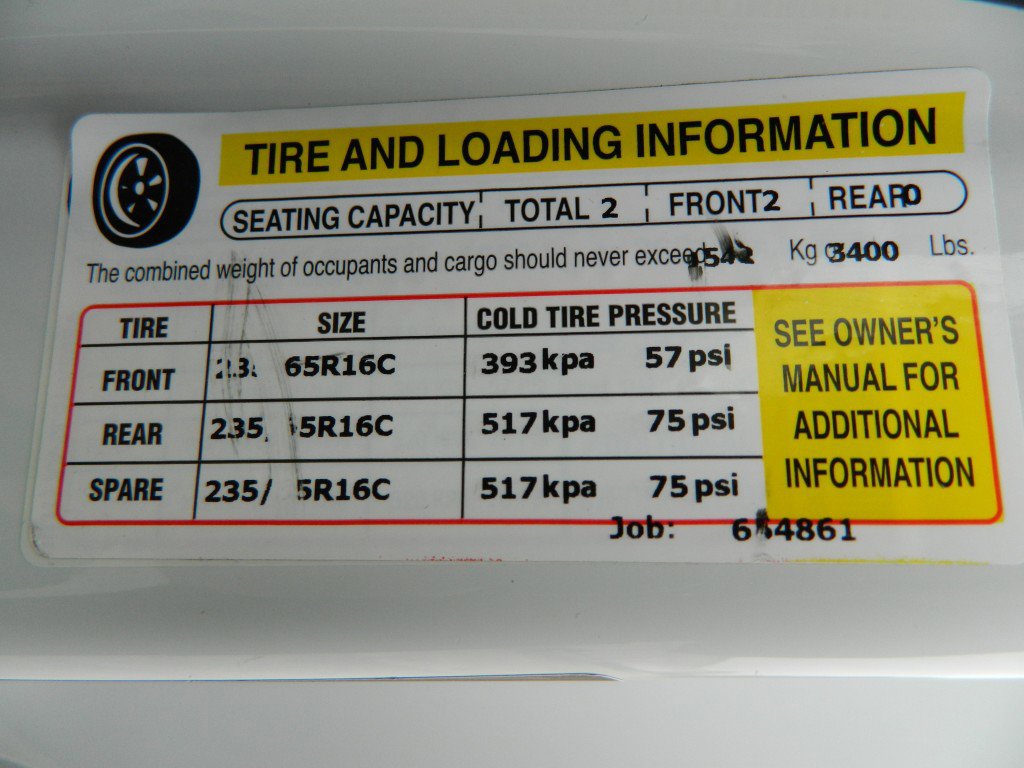 TIRE AND LOADING INFORMATION
SEATING CAPACITY TOTAL 2 FRONT 2 REAR 0
The combined weight of occupants and cargo should never exceed Kg or 3400 Lbs.
TIRE SIZE COLD TIRE PRESSURE
FRONT 65R16C 393 kpa 57 psi
REAR 235 5R16C 517 kpa 75 psi
SPARE 235/ 5R16C 517 kpa 75 psi
SEE OWNER'S
MANUAL FOR
ADDITIONAL
INFORMATION
Job: